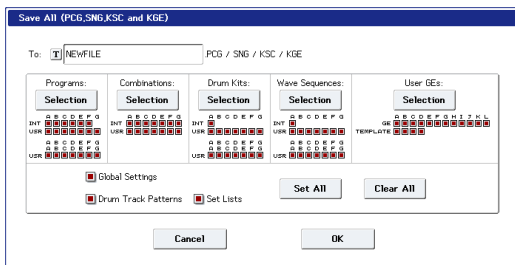 Save All (PCG,SNG,KSC and KGE)
To: T NEWFILE .PCG / SNG / KSC / KGE
Programs: Combinations: Drum Kits: Wave Sequences: User GEs:
Selection Selection Selection Selection Selection
A B C D E F G A B C D E F G A B C D E F G A B C D E F G A B C D E F G H I J K L
INT INT INT INT GE
USR USR USR USR TEMPLATE
A B C D E F G A B C D E F G A B C D E F G
A B C D E F G A B C D E F G A B C D E F G
USR USR USR
Global Settings
Drum Track Patterns Set Lists Set All Clear All
Cancel OK